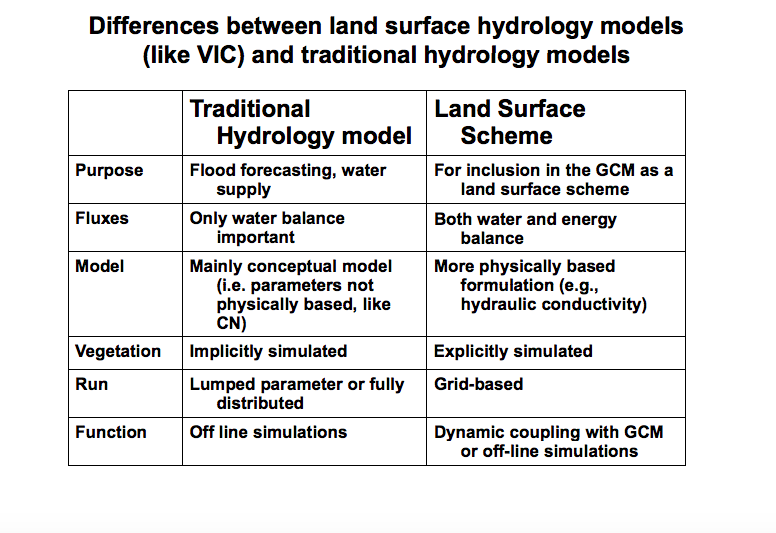 Differences between land surface hydrology models
(like VIC) and traditional hydrology models
Traditional
Hydrology model
Land Surface
Scheme
Purpose
Flood forecasting, water
supply
For inclusion in the GCM as a
land surface scheme
Fluxes
Only water balance
important
Both water and energy
balance
Model
Mainly conceptual model
(i.e. parameters not
physically based, like
CN)
More physically based
formulation (e.g.,
hydraulic conductivity)
Vegetation
Implicitly simulated
Explicitly simulated
Run
Lumped parameter or fully
distributed
Grid-based
Function
Off line simulations
Dynamic coupling with GCM
or off-line simulations